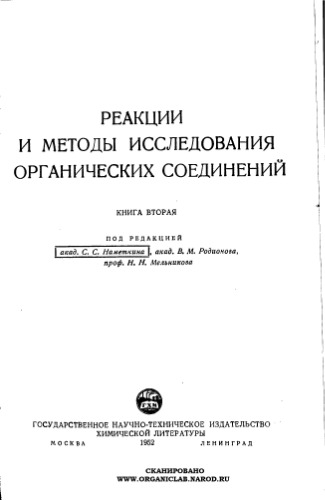 РЕАКЦИИ
И МЕТОДЫ ИССЛЕДОВАНИЯ
ОРГАНИЧЕСКИХ СОЕДИНЕНИЙ
КНИГА ВТОРАЯ
ПОД РЕДАКЦИЕЙ
акад. С. С. Наметкина, акад. В. М. Родионова,
проф. Н. Н. Мельникова
ГОСУДАРСТВЕННОЕ НАУЧНО-ТЕХНИЧЕСКОЕ ИЗДАТЕЛЬСТВО
ХИМИЧЕСКОЙ ЛИТЕРАТУРЫ
МОСКВА 1952 ЛЕНИНГРАД
СКАНИРОВАНО
WWW.ORGANICLAB.NAROD.RU